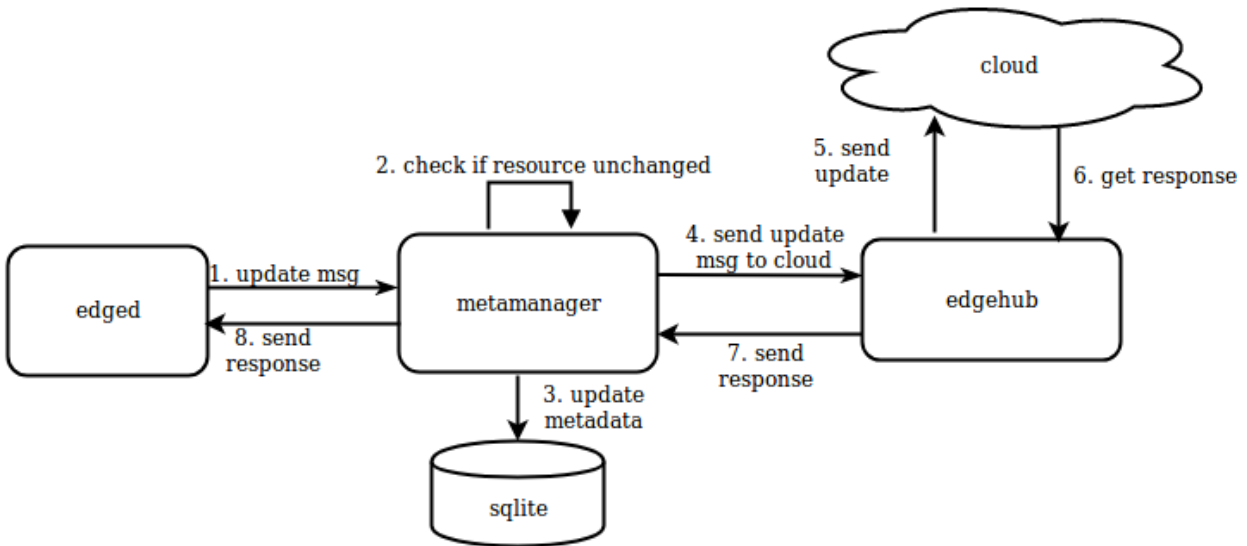 cloud
2. check if resource unchanged
5. send
update
6. get response
4. send update
msg to cloud
1. update msg
edged
metamanager
edgehub
8. send
response
7. send
response
3. update
metadata
sqlite